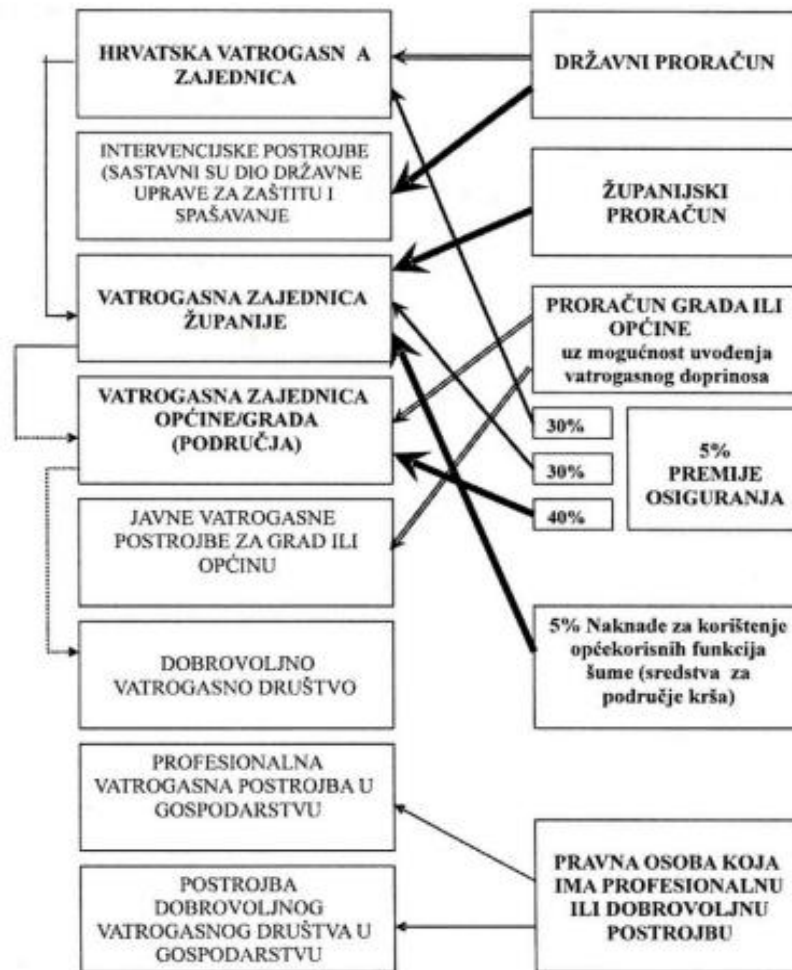 HRVATSKA VATROGASN A
ZAJEDNICA
INTERVENCIJSKE POSTROJBE
(SASTAVNI SU DIO DRŽAVNE
UPRAVE ZA ZAŠTITU I
SPAŠAVANJE
VATROGASNA ZAJEDNICA
ŽUPANIJE
VATROGASNA ZAJEDNICA
OPĆINE/GRADA
(PODRUČJA)
JAVNE VATROGASNE
POSTROJBE ZA GRAD ILI
OPĆINU
DOBROVOLJNO
VATROGASNO DRUŠTVO
PROFESIONALNA
VATROGASNA POSTROJBA U
GOSPODARSTVU
POSTROJBA
DOBROVOLJNOG
VATROGASNOG DRUŠTVA U
GOSPODARSTVU
DRŽAVNI PRORAČUN
ŽUPANIJSKI
PRORAČUN
PRORAČUN GRADA ILI
OPĆINE
uz mogućnost uvođenja
vatrogasnog doprinosa
30%
30%
40%
5%
PREMIJE
OSIGURANJA
5% Naknade za korištenje
općekorisnih funkcija
šume (sredstva za
područje krša)
PRAVNA OSOBA KOJA
IMA PROFESIONALNU
ILI DOBROVOLJNU
POSTROJBU